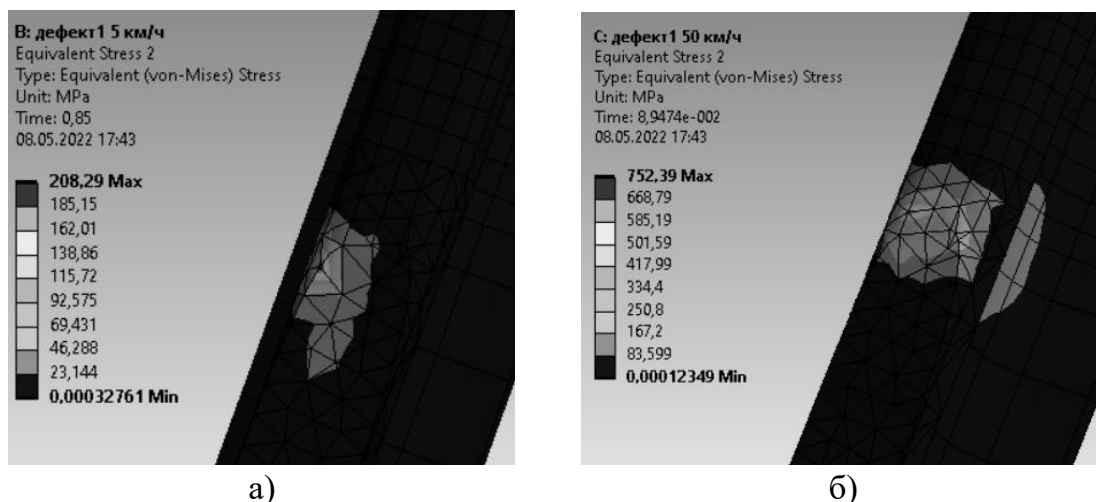 B: дефект1 5 км/ч
Equivalent Stress 2
Type: Equivalent (von-Mises) Stress
Unit: MPa
Time: 0,85
08.05.2022 17:43
208,29 Max
185,15
162,01
138,86
115,72
92,575
69,431
46,288
23,144
0,00032761 Min
а)
C: дефект1 50 км/ч
Equivalent Stress 2
Type: Equivalent (von-Mises) Stress
Unit: MPa
Time: 8,9474e-002
08.05.2022 17:43
752,39 Max
668,79
585,19
501,59
417,99
334,4
250,8
167,2
83,599
0,00012349 Min
б)